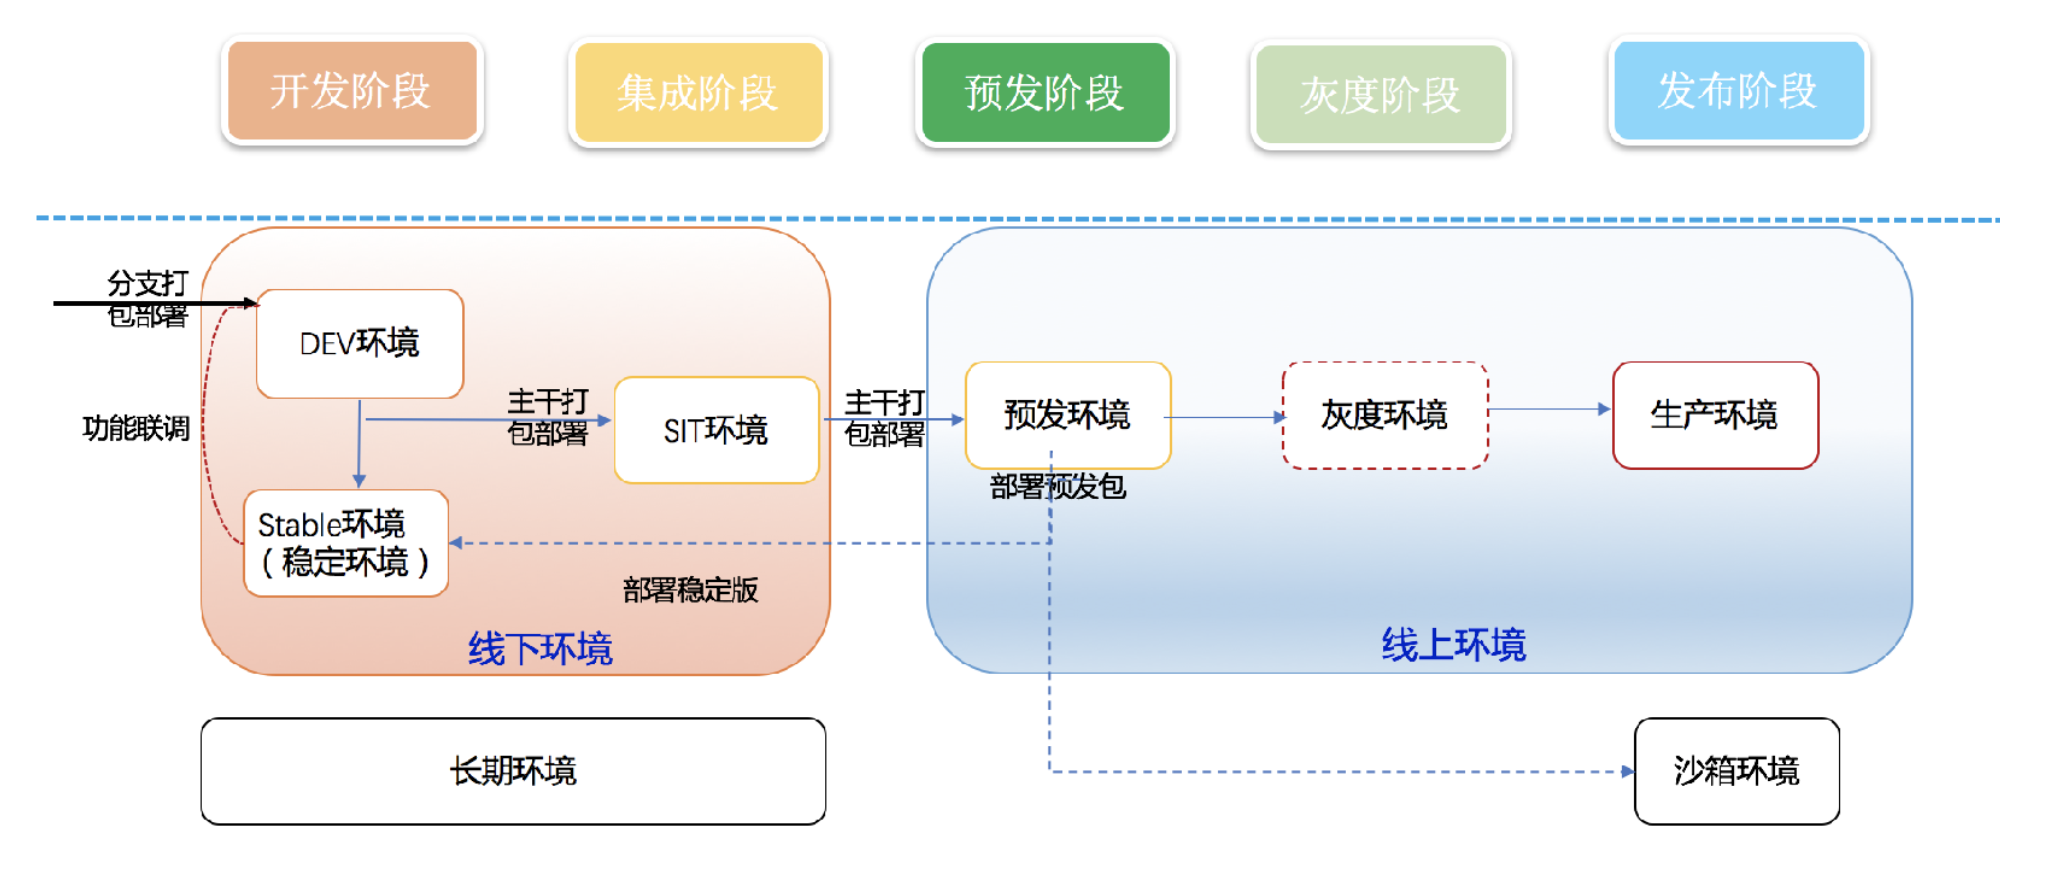 开发阶段
集成阶段
预发阶段
灰度阶段
发布阶段
分支打
包部署
DEV环境
功能联调
主干打
包部署
SIT环境
主干打
包部署
预发环境
灰度环境
生产环境
部署预发包
Stable环境
（稳定环境）
部署稳定版
线下环境
线上环境
长期环境
沙箱环境